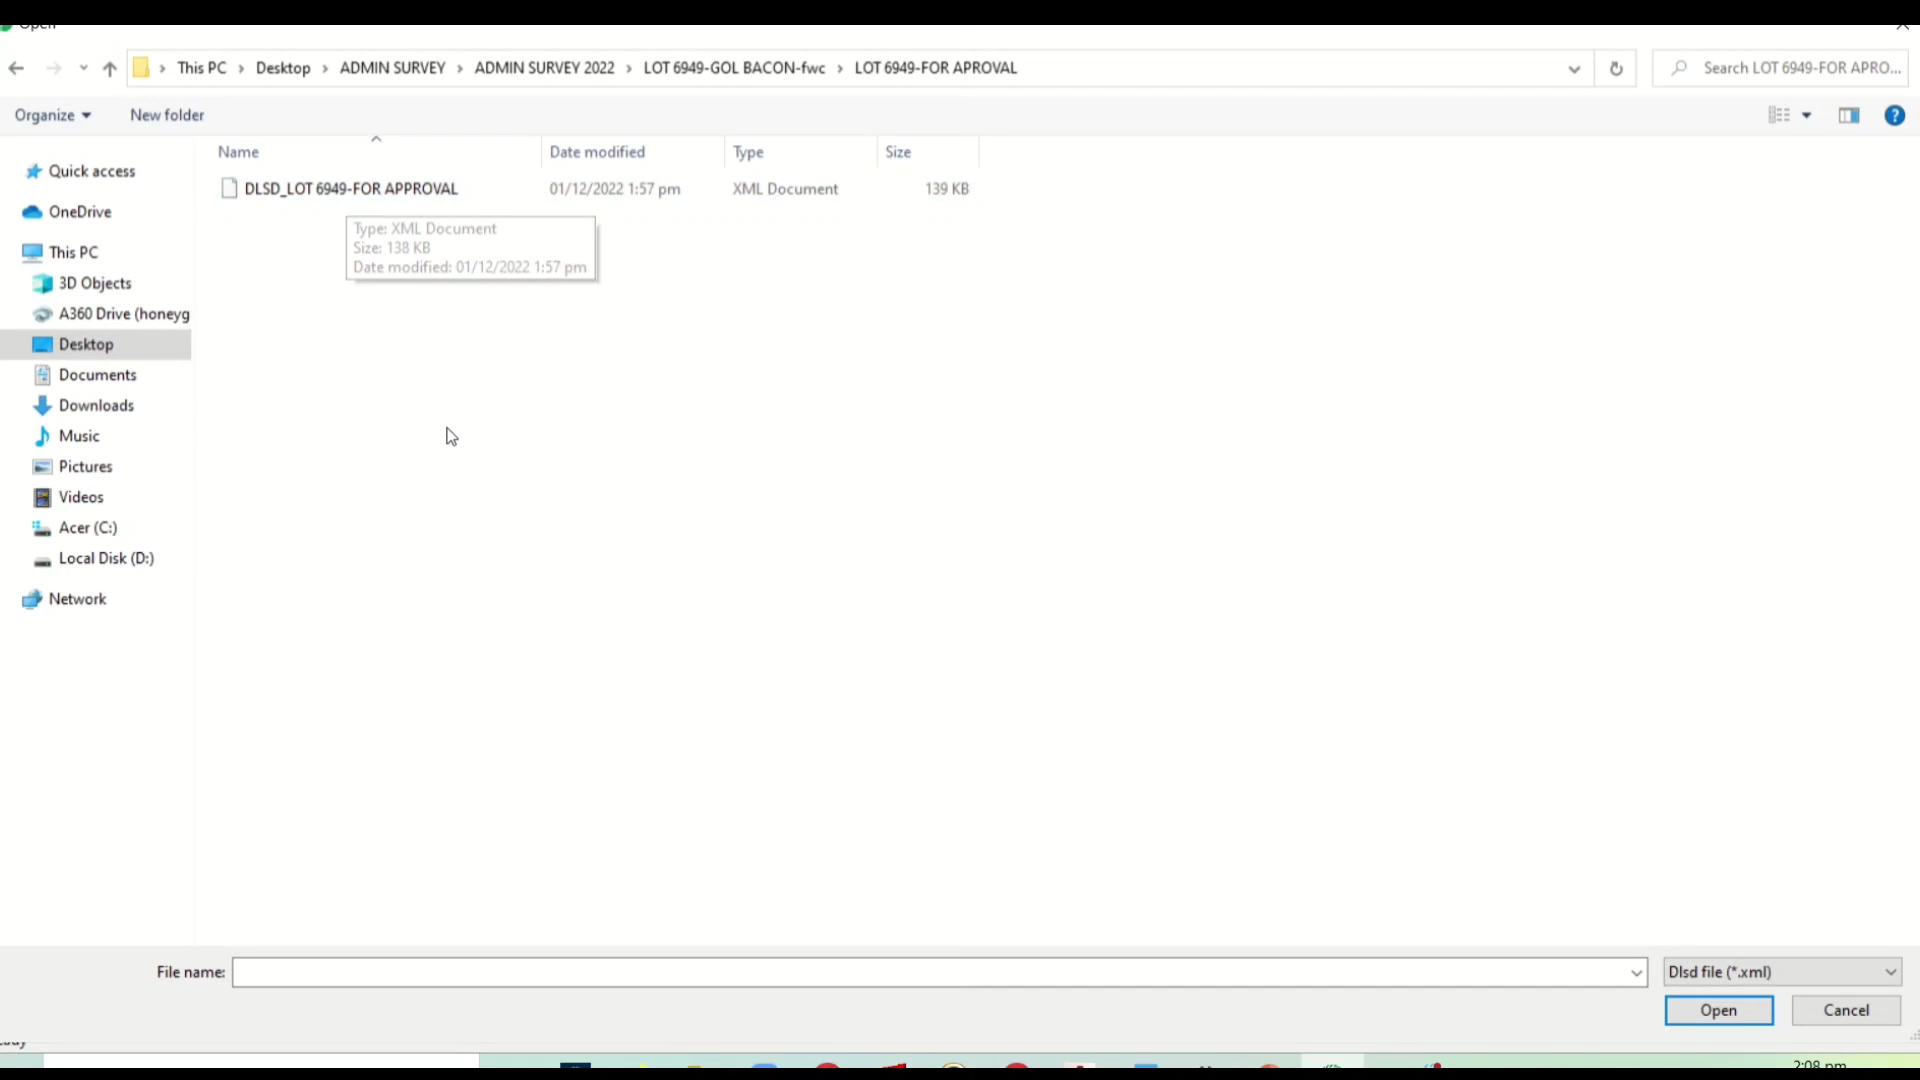 Open
This PC > Desktop > ADMIN SURVEY > ADMIN SURVEY 2022 > LOT 6949-GOL BACON-fwc > LOT 6949-FOR APROVAL
Search LOT 6949-FOR APRO...
Organize
New folder
Name
Date modified
Type
Size
DLSD_LOT 6949-FOR APPROVAL
01/12/2022 1:57 pm
XML Document
139 KB
Type: XML Document
Size: 138 KB
Date modified: 01/12/2022 1:57 pm
Quick access
OneDrive
This PC
3D Objects
A360 Drive (honeyg
Desktop
Documents
Downloads
Music
Pictures
Videos
Acer (C:)
Local Disk (D:)
Network
File name:
Dlsd file (*.xml)
Open
Cancel
2:08 pm